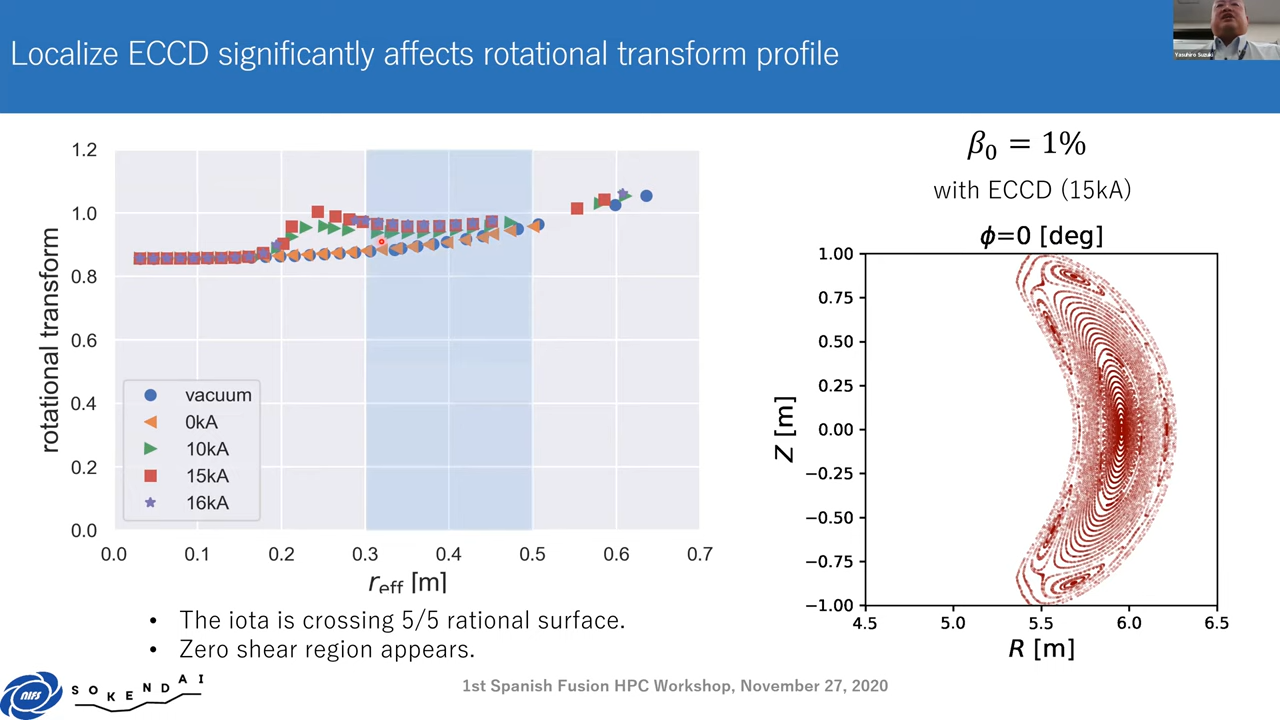 Localize ECCD significantly affects rotational transform profile
Yasuhiro Suzuki
1.2
1.0
0.8
0.6
0.4
0.2
0.0
rotational transform
vacuum
0kA
10kA
15kA
16kA
0.0 0.1 0.2 0.3 0.4 0.5 0.6 0.7
r_eff [m]
β₀ = 1%
with ECCD (15kA)
ϕ=0 [deg]
1.00
0.75
0.50
0.25
0.00
−0.25
−0.50
−0.75
−1.00
Z [m]
4.5 5.0 5.5 6.0 6.5
R [m]
• The iota is crossing 5/5 rational surface.
• Zero shear region appears.
NIFS
SOKENDAI
1st Spanish Fusion HPC Workshop, November 27, 2020